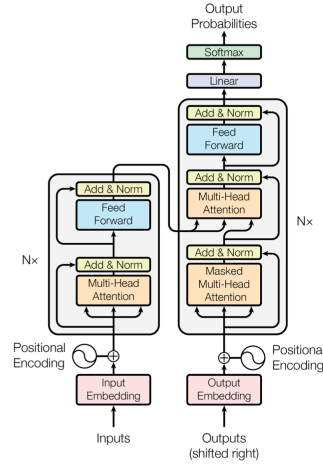 Output
Probabilities
Softmax
Linear
Add & Norm
Feed
Forward
Add & Norm
Multi-Head
Attention
Nx
Add & Norm
Masked
Multi-Head
Attention
Positiona
Encoding
Output
Embedding
Outputs
(shifted right)
Add & Norm
Feed
Forward
Nx
Add & Norm
Multi-Head
Attention
Positional
Encoding
Input
Embedding
Inputs